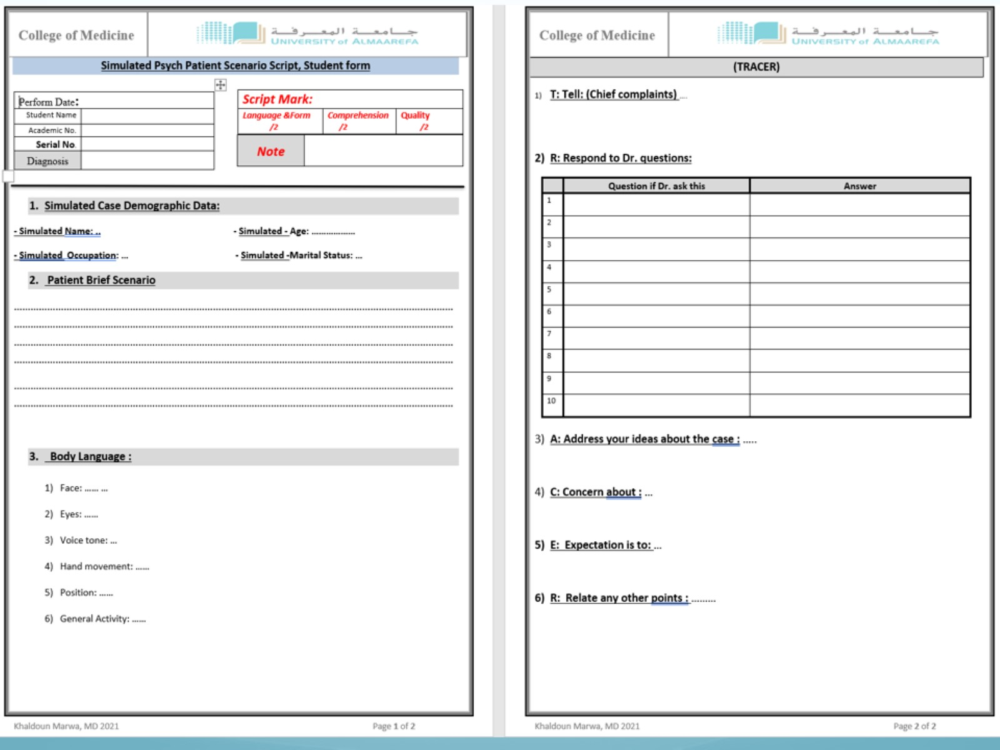 College of Medicine
جـــامـعـة الـمـعـــرفـــة
UNIVERSITY of ALMAAREFA
Simulated Psych Patient Scenario Script, Student form
Perform Date:
Student Name
Academic No.
Serial No.
Diagnosis
Script Mark:
Language &Form /2
Comprehension /2
Quality /2
Note
1. Simulated Case Demographic Data:
- Simulated Name: ..
- Simulated - Age: ...................
- Simulated Occupation: ...
- Simulated -Marital Status: ...
2. Patient Brief Scenario
3. Body Language :
1) Face: ...... ...
2) Eyes: ......
3) Voice tone: ...
4) Hand movement: ......
5) Position: ......
6) General Activity: ......
Khaldoun Marwa, MD 2021
Page 1 of 2
College of Medicine
جـــامـعـة الـمـعـــرفـــة
UNIVERSITY of ALMAAREFA
(TRACER)
1) T: Tell: (Chief complaints) ....
2) R: Respond to Dr. questions:
Question if Dr. ask this
Answer
1
2
3
4
5
6
7
8
9
10
3) A: Address your ideas about the case : .....
4) C: Concern about : ...
5) E: Expectation is to: ...
6) R: Relate any other points : .........
Khaldoun Marwa, MD 2021
Page 2 of 2